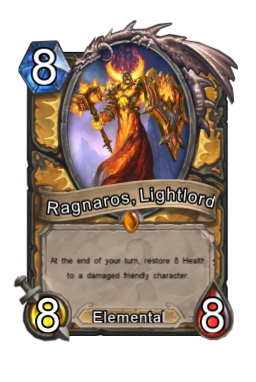 8
Ragnaros, Lightlord
At the end of your turn, restore 8 Health
to a damaged friendly character.
8
Elemental
8